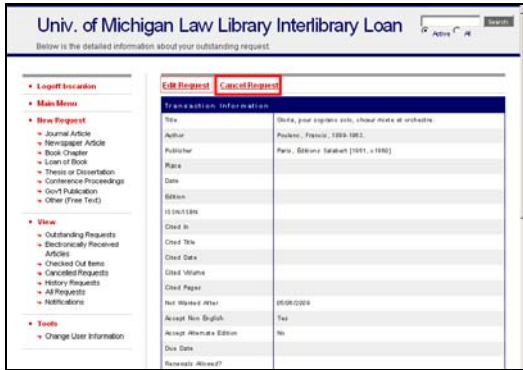 Univ. of Michigan Law Library Interlibrary Loan
Search
Active All
Below is the detailed information about your outstanding request.
Logoff bscanlon
Main Menu
New Request
Journal Article
Newspaper Article
Book Chapter
Loan of Book
Thesis or Dissertation
Conference Proceedings
Gov't Publication
Other (Free Text)
View
Outstanding Requests
Electronically Received
Articles
Checked Out Items
Cancelled Requests
History Requests
All Requests
Notifications
Tools
Change User Information
Edit Request Cancel Request
Transaction Information
Title Gloria, pour soprano solo, choeur mixte et orchestre.
Author Poulenc, Francis, 1899-1963.
Publisher Paris, Editions Salabert [1961, c1960]
Place
Date
Edition
ISSN/ISBN
Cited In
Cited Title
Cited Date
Cited Volume
Cited Pages
Not Wanted After 05/06/2009
Accept Non English Yes
Accept Alternate Edition No
Due Date
Renewals Allowed?